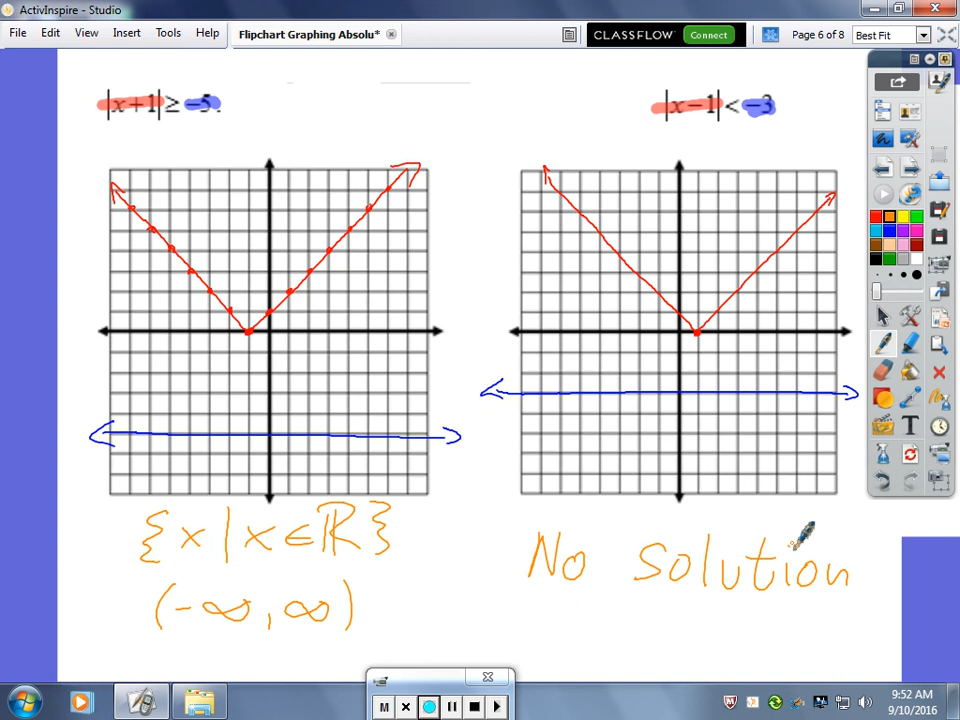 ActivInspire - Studio
File Edit View Insert Tools Help
Flipchart Graphing Absolu*
CLASSFLOW Connect
Page 6 of 8
Best Fit
|x+1| ≥ -5.
|x-1| < -3
{x | x ∈ ℝ}
(-∞, ∞)
No solution
T
M
9:52 AM
9/10/2016